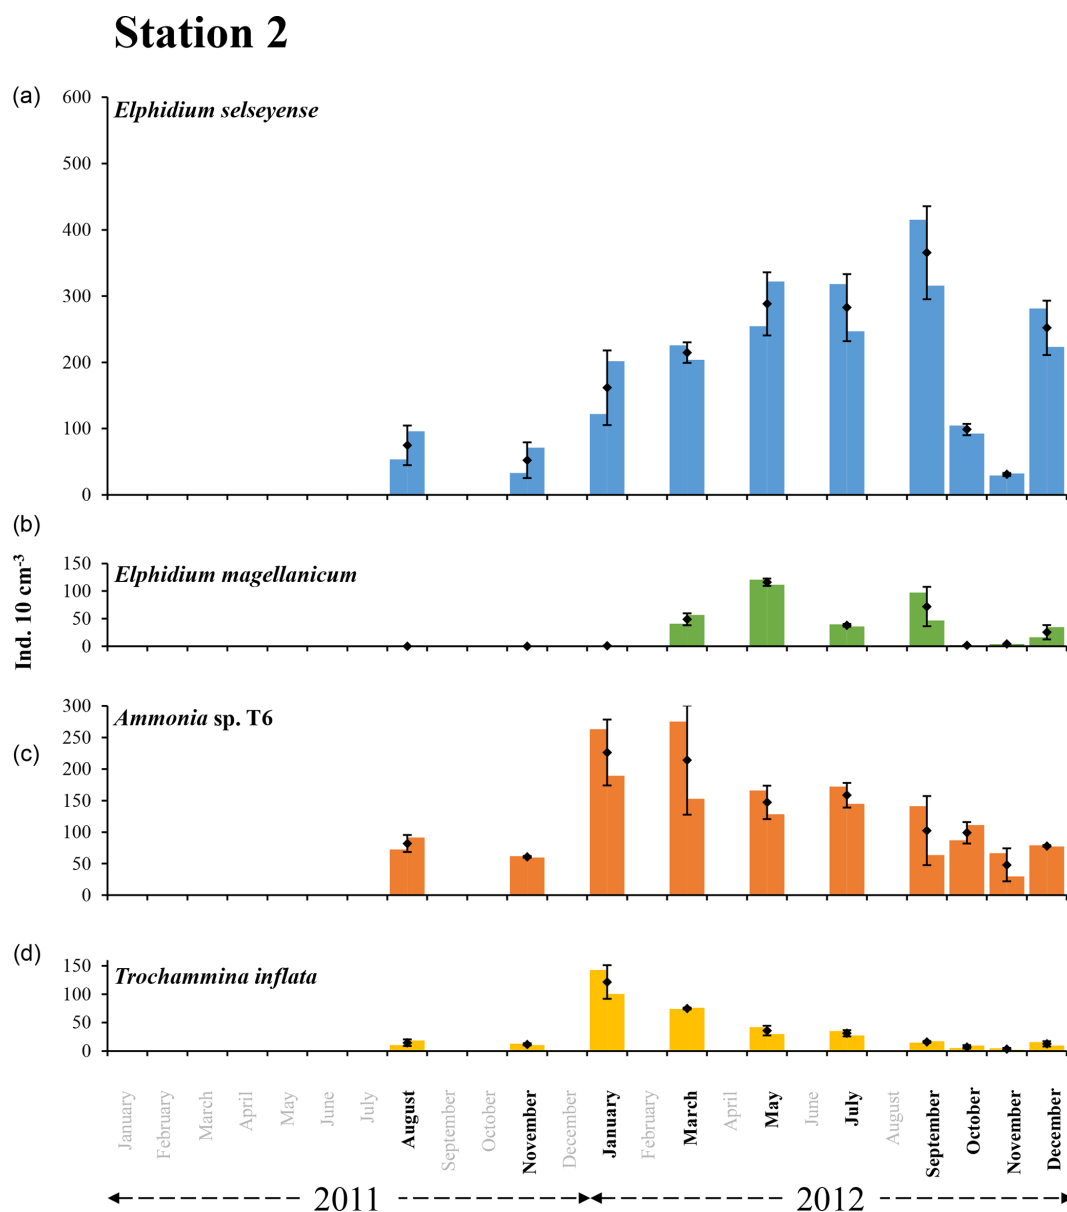 Station 2
(a)
600
Elphidium selseyense
500
400
300
200
100
0
(b)
150
Elphidium magellanicum
100
50
0
Ind. 10 cm-3
(c)
300
Ammonia sp. T6
250
200
150
100
50
0
(d)
150
Trochammina inflata
100
50
0
January
February
March
April
May
June
July
August
September
October
November
December
January
February
March
April
May
June
July
August
September
October
November
December
2011
2012